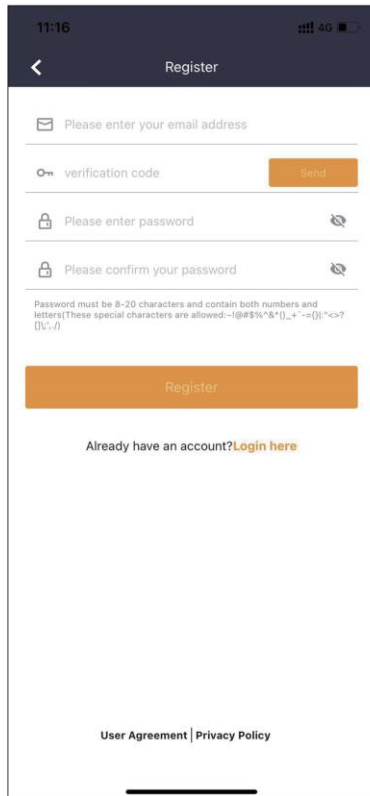 11:16
4G
Register
Please enter your email address
verification code
Send
Please enter password
Please confirm your password
Password must be 8-20 characters and contain both numbers and
letters(These special characters are allowed:~!@#$%^&*()_+`-={}|:"<>?
[]\;',./)
Register
Already have an account?Login here
User Agreement | Privacy Policy